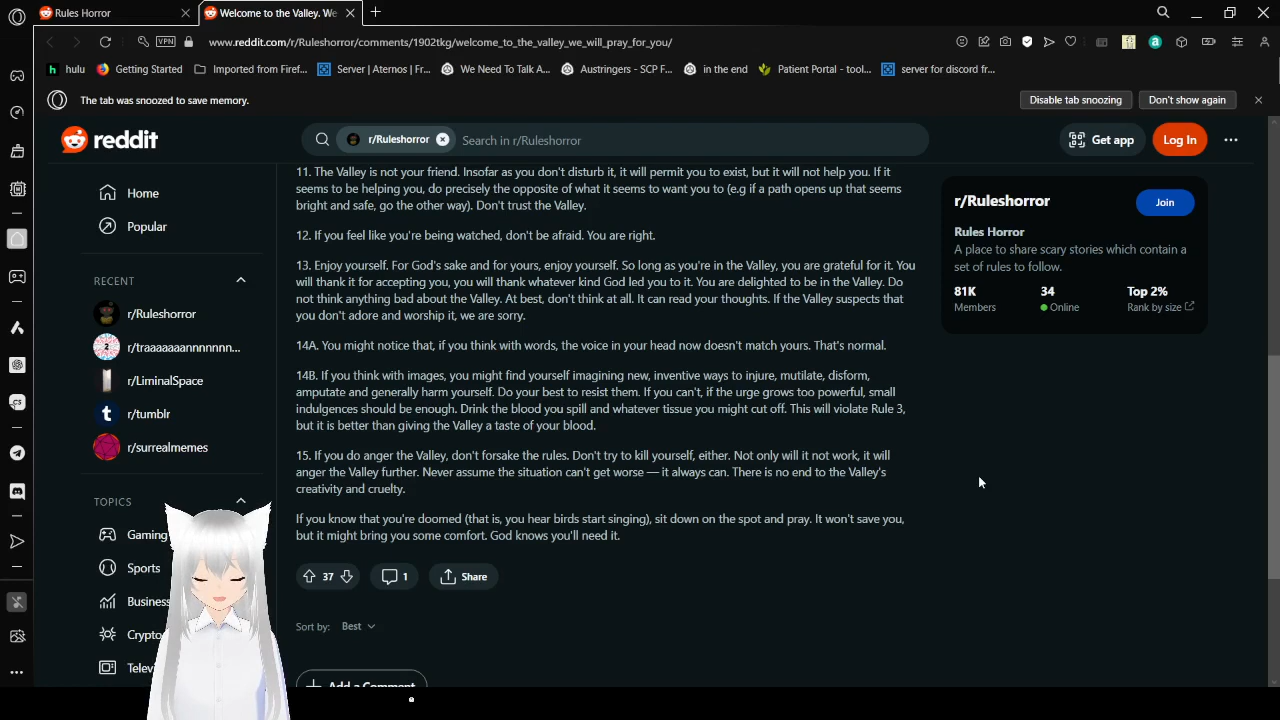 Rules Horror
Welcome to the Valley. We
VPN
www.reddit.com/r/Ruleshorror/comments/1902tkg/welcome_to_the_valley_we_will_pray_for_you/
hulu
Getting Started
Imported from Firef...
Server | Aternos | Fr...
We Need To Talk A...
Austringers - SCP F...
in the end
Patient Portal - tool...
server for discord fr...
The tab was snoozed to save memory.
Disable tab snoozing
Don't show again
reddit
r/Ruleshorror
Search in r/Ruleshorror
Get app
Log In
Home
Popular
RECENT
r/Ruleshorror
r/traaaaaaannnnnnn...
r/LiminalSpace
r/tumblr
r/surrealmemes
TOPICS
Gaming
Sports
Business
Crypto
Telev
11. The Valley is not your friend. Insofar as you don't disturb it, it will permit you to exist, but it will not help you. If it
seems to be helping you, do precisely the opposite of what it seems to want you to (e.g if a path opens up that seems
bright and safe, go the other way). Don't trust the Valley.
12. If you feel like you're being watched, don't be afraid. You are right.
13. Enjoy yourself. For God's sake and for yours, enjoy yourself. So long as you're in the Valley, you are grateful for it. You
will thank it for accepting you, you will thank whatever kind God led you to it. You are delighted to be in the Valley. Do
not think anything bad about the Valley. At best, don't think at all. It can read your thoughts. If the Valley suspects that
you don't adore and worship it, we are sorry.
14A. You might notice that, if you think with words, the voice in your head now doesn't match yours. That's normal.
14B. If you think with images, you might find yourself imagining new, inventive ways to injure, mutilate, disform,
amputate and generally harm yourself. Do your best to resist them. If you can't, if the urge grows too powerful, small
indulgences should be enough. Drink the blood you spill and whatever tissue you might cut off. This will violate Rule 3,
but it is better than giving the Valley a taste of your blood.
15. If you do anger the Valley, don't forsake the rules. Don't try to kill yourself, either. Not only will it not work, it will
anger the Valley further. Never assume the situation can't get worse — it always can. There is no end to the Valley's
creativity and cruelty.
If you know that you're doomed (that is, you hear birds start singing), sit down on the spot and pray. It won't save you,
but it might bring you some comfort. God knows you'll need it.
37
1
Share
Sort by:
Best
Add a Comment
r/Ruleshorror
Join
Rules Horror
A place to share scary stories which contain a
set of rules to follow.
81K
34
Top 2%
Members
Online
Rank by size